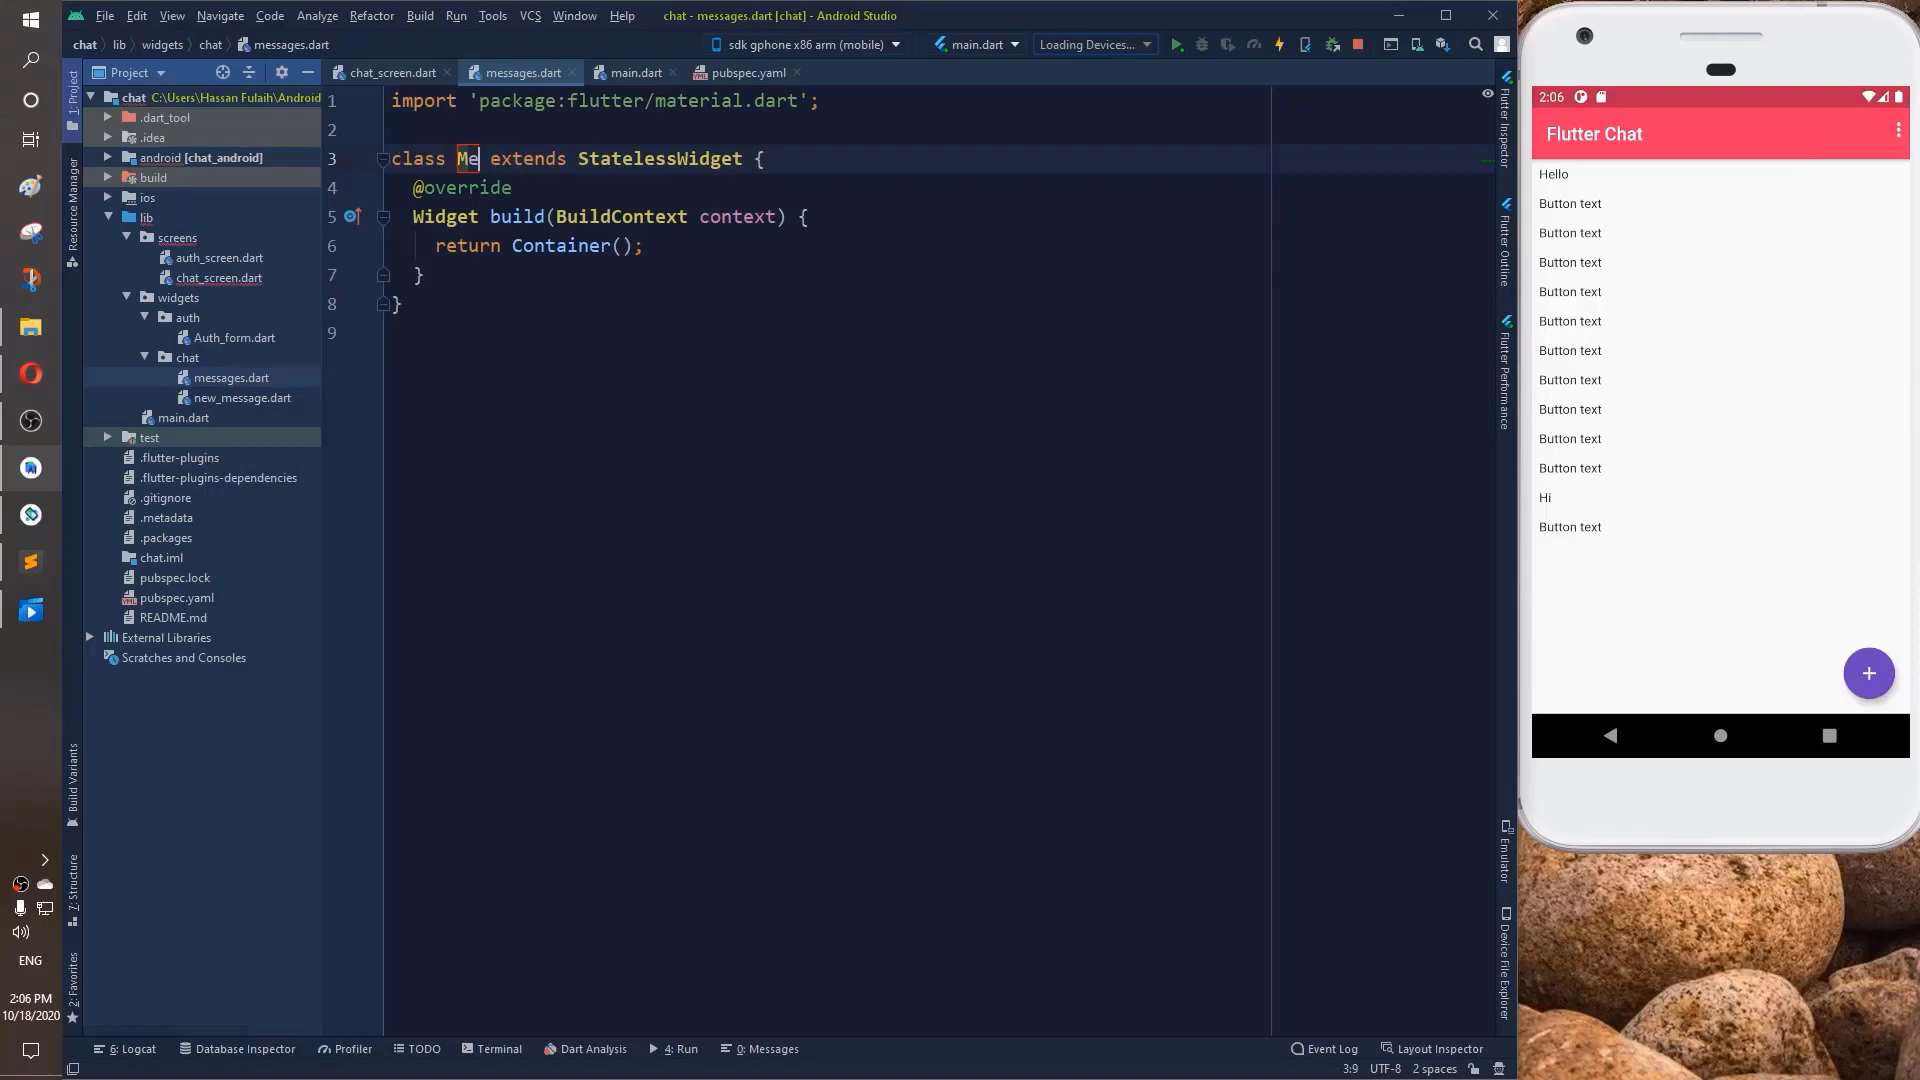 File Edit View Navigate Code Analyze Refactor Build Run Tools VCS Window Help chat - messages.dart [chat] - Android Studio
chat lib widgets chat messages.dart sdk gphone x86 arm (mobile) main.dart Loading Devices...
Project
chat_screen.dart messages.dart main.dart pubspec.yaml
1: Project
Resource Manager
Build Variants
7: Structure
2: Favorites
chat C:\Users\Hassan Fulaih\Android
.dart_tool
.idea
android [chat_android]
build
ios
lib
screens
auth_screen.dart
chat_screen.dart
widgets
auth
Auth_form.dart
chat
messages.dart
new_message.dart
main.dart
test
.flutter-plugins
.flutter-plugins-dependencies
.gitignore
.metadata
.packages
chat.iml
pubspec.lock
pubspec.yaml
README.md
External Libraries
Scratches and Consoles
1 import 'package:flutter/material.dart';
2
3 class Me extends StatelessWidget {
4 @override
5 Widget build(BuildContext context) {
6 return Container();
7 }
8 }
9
Flutter Inspector
Flutter Outline
Flutter Performance
Emulator
Device File Explorer
2:06
Flutter Chat
Hello
Button text
Button text
Button text
Button text
Button text
Button text
Button text
Button text
Button text
Button text
Hi
Button text
6: Logcat Database Inspector Profiler TODO Terminal Dart Analysis 4: Run 0: Messages Event Log Layout Inspector
3:9 UTF-8 2 spaces
ENG
2:06 PM
10/18/2020